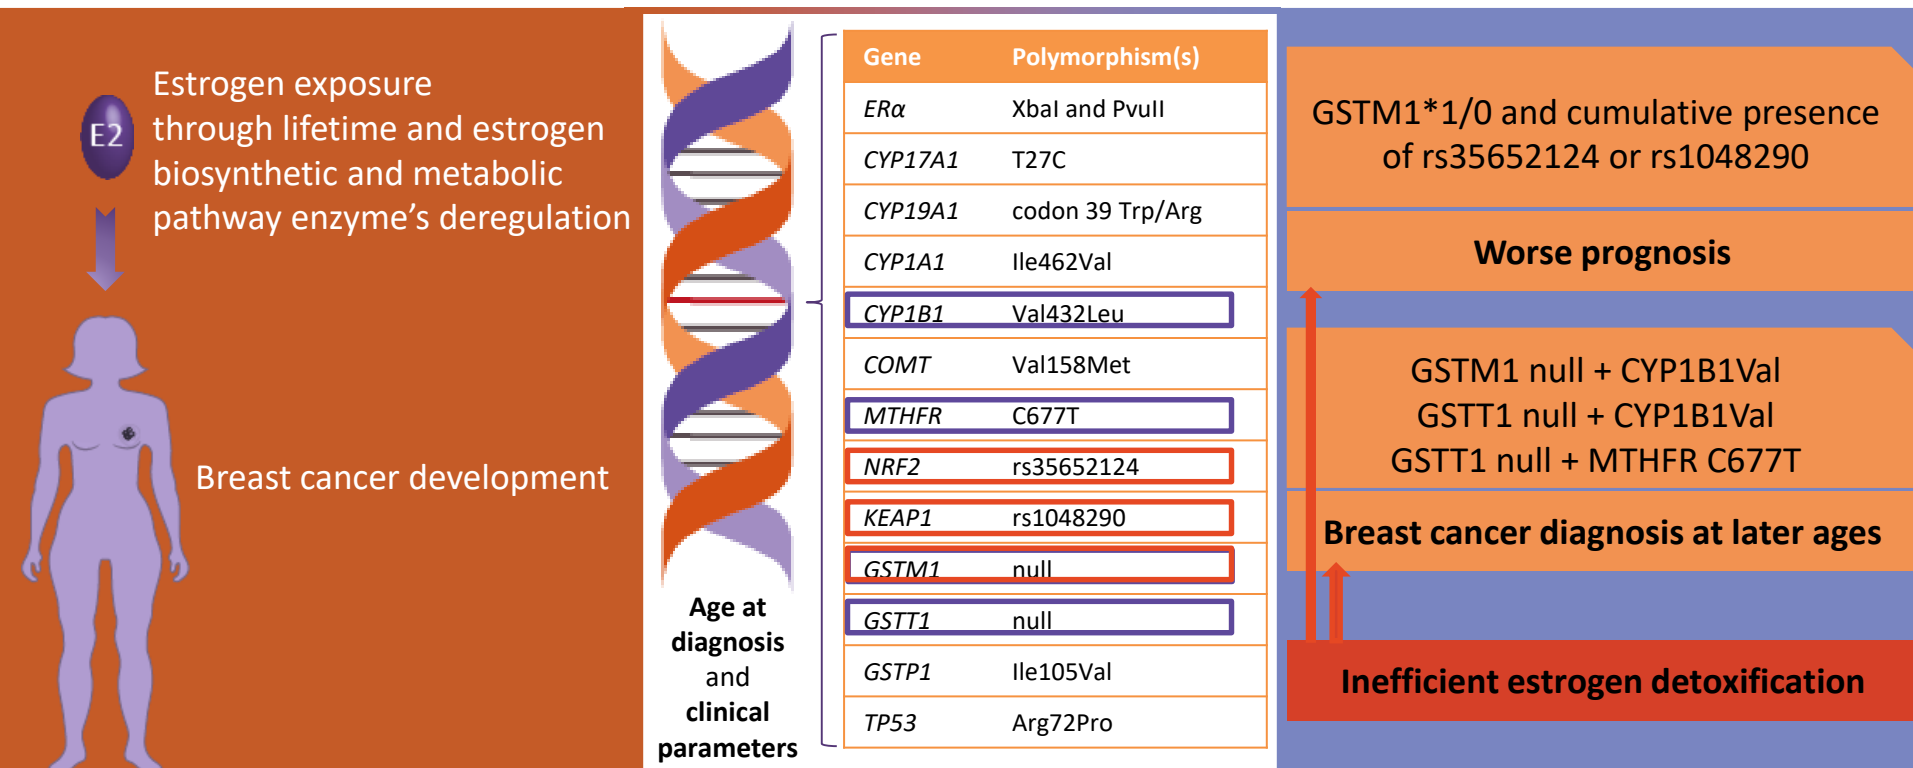 E2
Estrogen exposure
through lifetime and estrogen
biosynthetic and metabolic
pathway enzyme’s deregulation
Breast cancer development
Age at
diagnosis
and
clinical
parameters
Gene Polymorphism(s)
ERα XbaI and PvuII
CYP17A1 T27C
CYP19A1 codon 39 Trp/Arg
CYP1A1 Ile462Val
CYP1B1 Val432Leu
COMT Val158Met
MTHFR C677T
NRF2 rs35652124
KEAP1 rs1048290
GSTM1 null
GSTT1 null
GSTP1 Ile105Val
TP53 Arg72Pro
GSTM1*1/0 and cumulative presence
of rs35652124 or rs1048290
Worse prognosis
GSTM1 null + CYP1B1Val
GSTT1 null + CYP1B1Val
GSTT1 null + MTHFR C677T
Breast cancer diagnosis at later ages
Inefficient estrogen detoxification